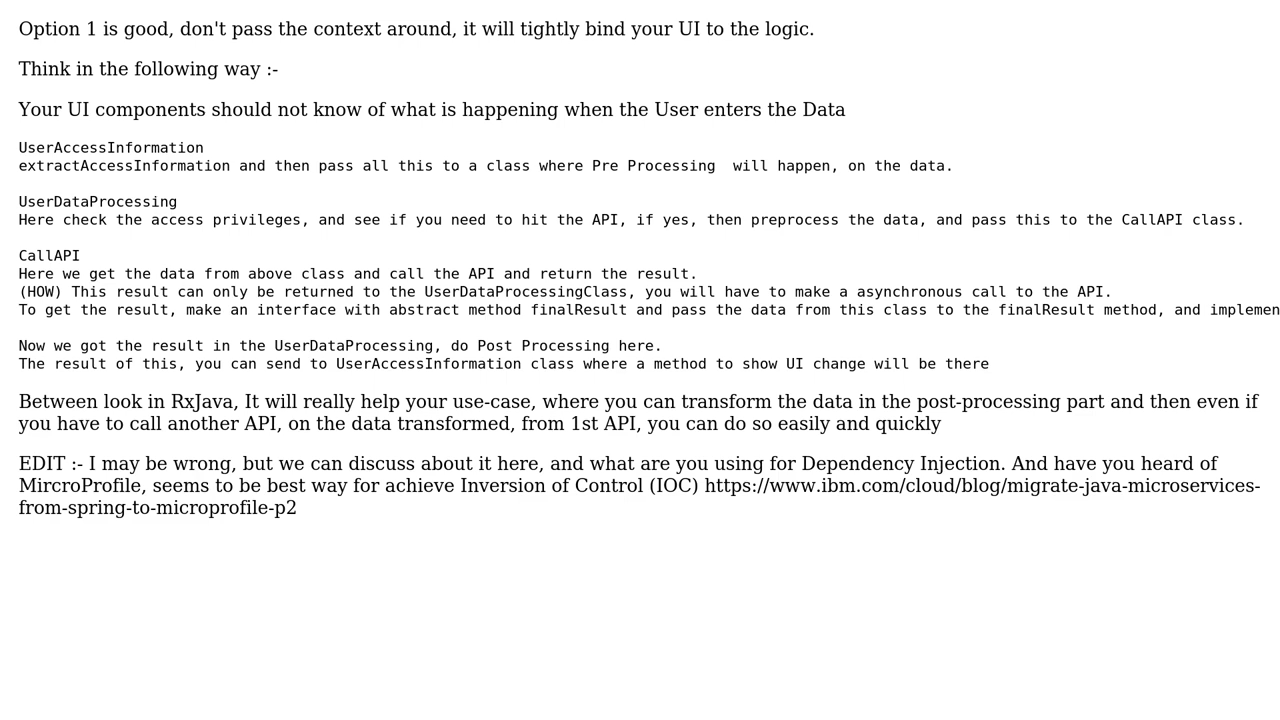 Option 1 is good, don't pass the context around, it will tightly bind your UI to the logic.
Think in the following way :-
Your UI components should not know of what is happening when the User enters the Data
UserAccessInformation
extractAccessInformation and then pass all this to a class where Pre Processing  will happen, on the data.
UserDataProcessing
Here check the access privileges, and see if you need to hit the API, if yes, then preprocess the data, and pass this to the CallAPI class.
CallAPI
Here we get the data from above class and call the API and return the result.
(HOW) This result can only be returned to the UserDataProcessingClass, you will have to make a asynchronous call to the API.
To get the result, make an interface with abstract method finalResult and pass the data from this class to the finalResult method, and implemen
Now we got the result in the UserDataProcessing, do Post Processing here.
The result of this, you can send to UserAccessInformation class where a method to show UI change will be there
Between look in RxJava, It will really help your use-case, where you can transform the data in the post-processing part and then even if
you have to call another API, on the data transformed, from 1st API, you can do so easily and quickly
EDIT :- I may be wrong, but we can discuss about it here, and what are you using for Dependency Injection. And have you heard of
MircroProfile, seems to be best way for achieve Inversion of Control (IOC) https://www.ibm.com/cloud/blog/migrate-java-microservices-
from-spring-to-microprofile-p2